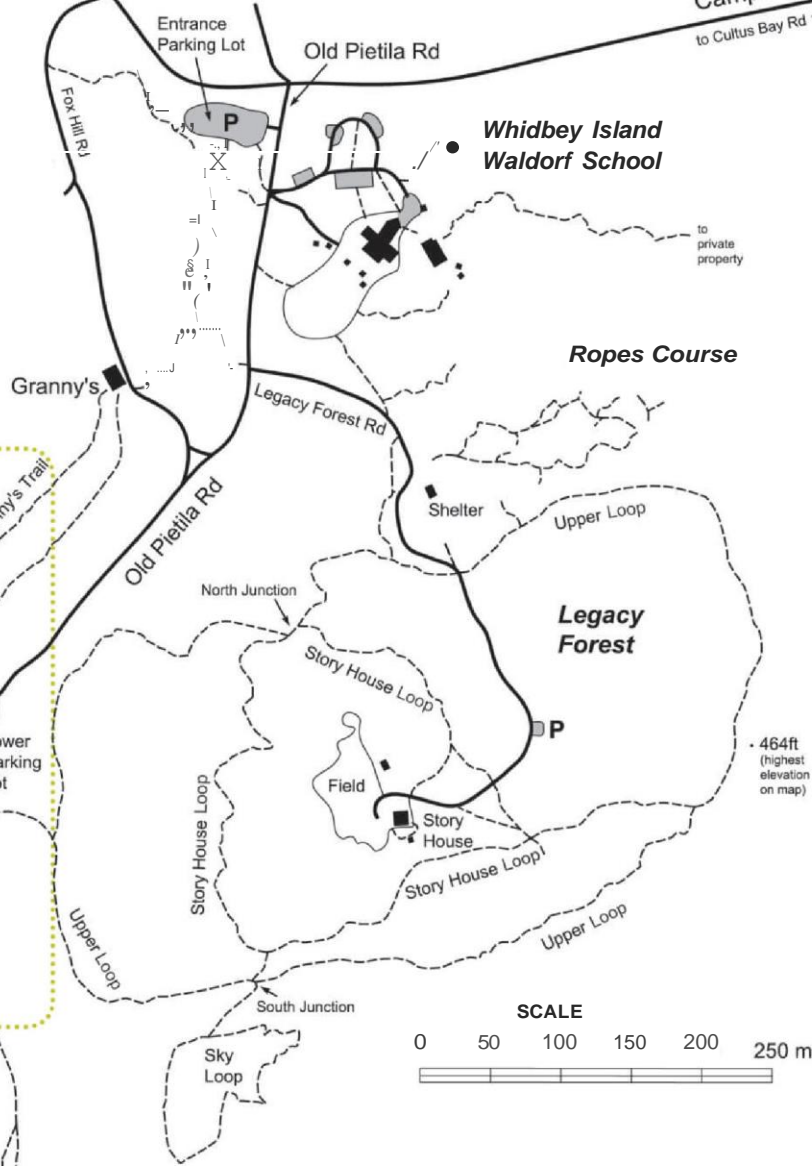 to Cultus Bay Rd
Entrance
Parking Lot
Old Pietila Rd
Fox Hill Rd
P
Whidbey Island
Waldorf School
to
private
property
Ropes Course
Granny's
Legacy Forest Rd
Shelter
Upper Loop
Old Pietila Rd
North Junction
Legacy
Forest
Story House Loop
P
464ft
(highest
elevation
on map)
Field
Story House Loop
Story
House
Story House Loop
Upper Loop
Upper Loop
South Junction
SCALE
Sky
Loop
0 50 100 150 200 250 m